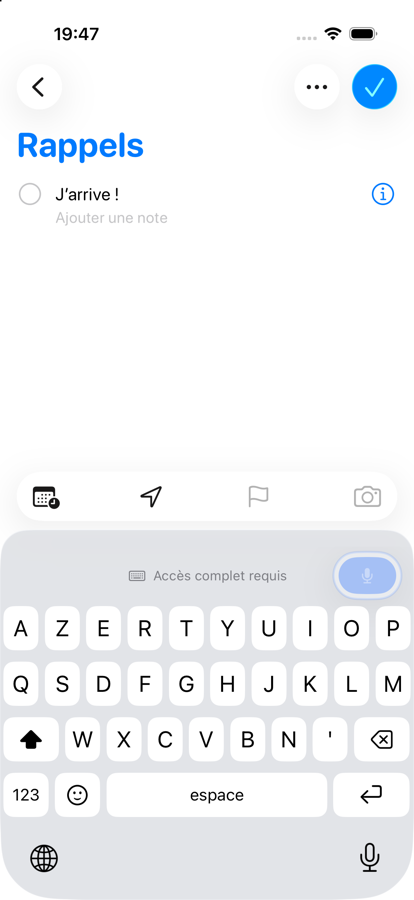 19:47
Rappels
J’arrive !
Ajouter une note
Accès complet requis
A Z E R T Y U I O P
Q S D F G H J K L M
W X C V B N '
123 espace